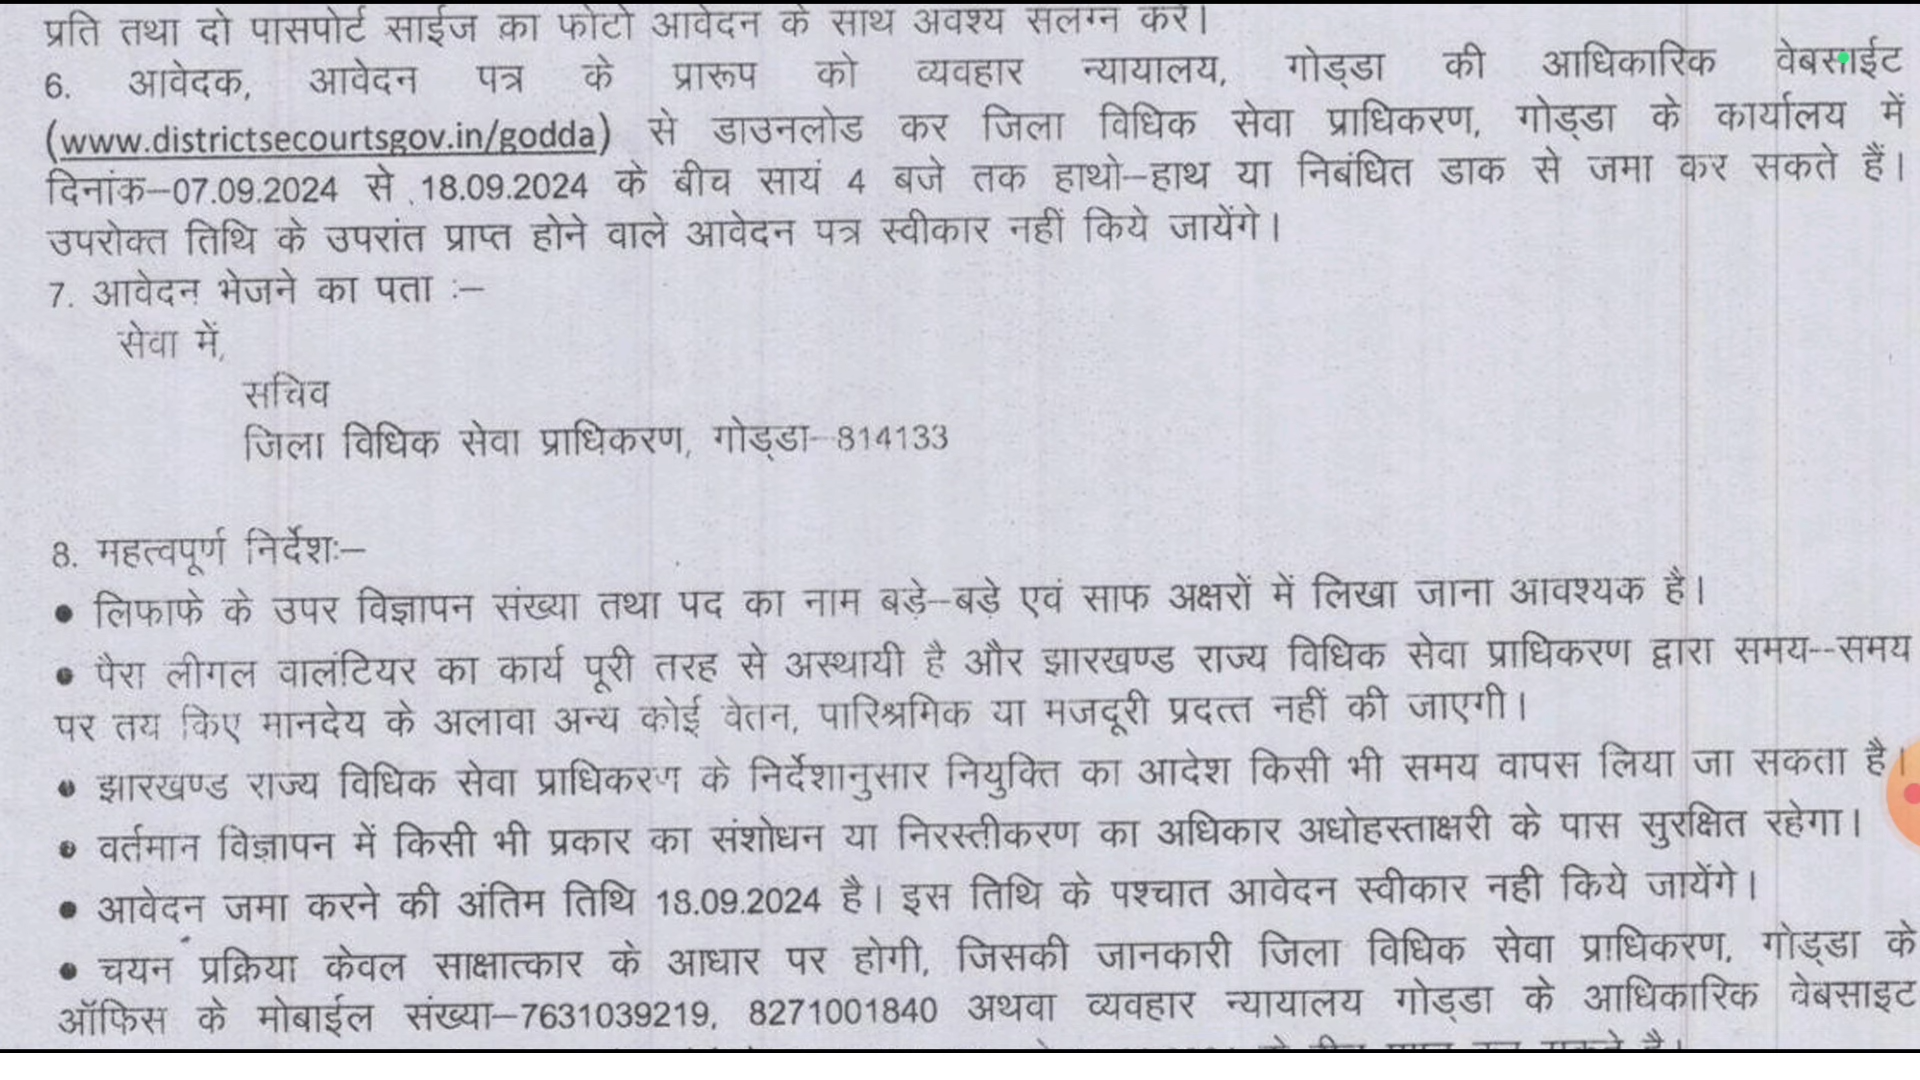 प्रति तथा दो पासपोर्ट साईज का फोटो आवेदन के साथ अवश्य सलग्न करें।
6. आवेदक, आवेदन पत्र के प्रारूप को व्यवहार न्यायालय, गोड्डा की आधिकारिक वेबसाईट
(www.districtsecourtsgov.in/godda) से डाउनलोड कर जिला विधिक सेवा प्राधिकरण, गोड्डा के कार्यालय में
दिनांक–07.09.2024 से 18.09.2024 के बीच सायं 4 बजे तक हाथो–हाथ या निबंधित डाक से जमा कर सकते हैं।
उपरोक्त तिथि के उपरांत प्राप्त होने वाले आवेदन पत्र स्वीकार नहीं किये जायेंगे।
7. आवेदन भेजने का पता :–
सेवा में,
सचिव
जिला विधिक सेवा प्राधिकरण, गोड्डा–814133
8. महत्वपूर्ण निर्देशः–
• लिफाफे के उपर विज्ञापन संख्या तथा पद का नाम बड़े–बड़े एवं साफ अक्षरों में लिखा जाना आवश्यक है।
• पैरा लीगल वालंटियर का कार्य पूरी तरह से अस्थायी है और झारखण्ड राज्य विधिक सेवा प्राधिकरण द्वारा समय--समय
पर तय किए मानदेय के अलावा अन्य कोई वेतन, पारिश्रमिक या मजदूरी प्रदत्त नहीं की जाएगी।
• झारखण्ड राज्य विधिक सेवा प्राधिकरण के निर्देशानुसार नियुक्ति का आदेश किसी भी समय वापस लिया जा सकता है।
• वर्तमान विज्ञापन में किसी भी प्रकार का संशोधन या निरस्तीकरण का अधिकार अधोहस्ताक्षरी के पास सुरक्षित रहेगा।
• आवेदन जमा करने की अंतिम तिथि 18.09.2024 है। इस तिथि के पश्चात आवेदन स्वीकार नही किये जायेंगे।
• चयन प्रक्रिया केवल साक्षात्कार के आधार पर होगी, जिसकी जानकारी जिला विधिक सेवा प्राधिकरण, गोड्डा के
ऑफिस के मोबाईल संख्या–7631039219, 8271001840 अथवा व्यवहार न्यायालय गोड्डा के आधिकारिक वेबसाइट